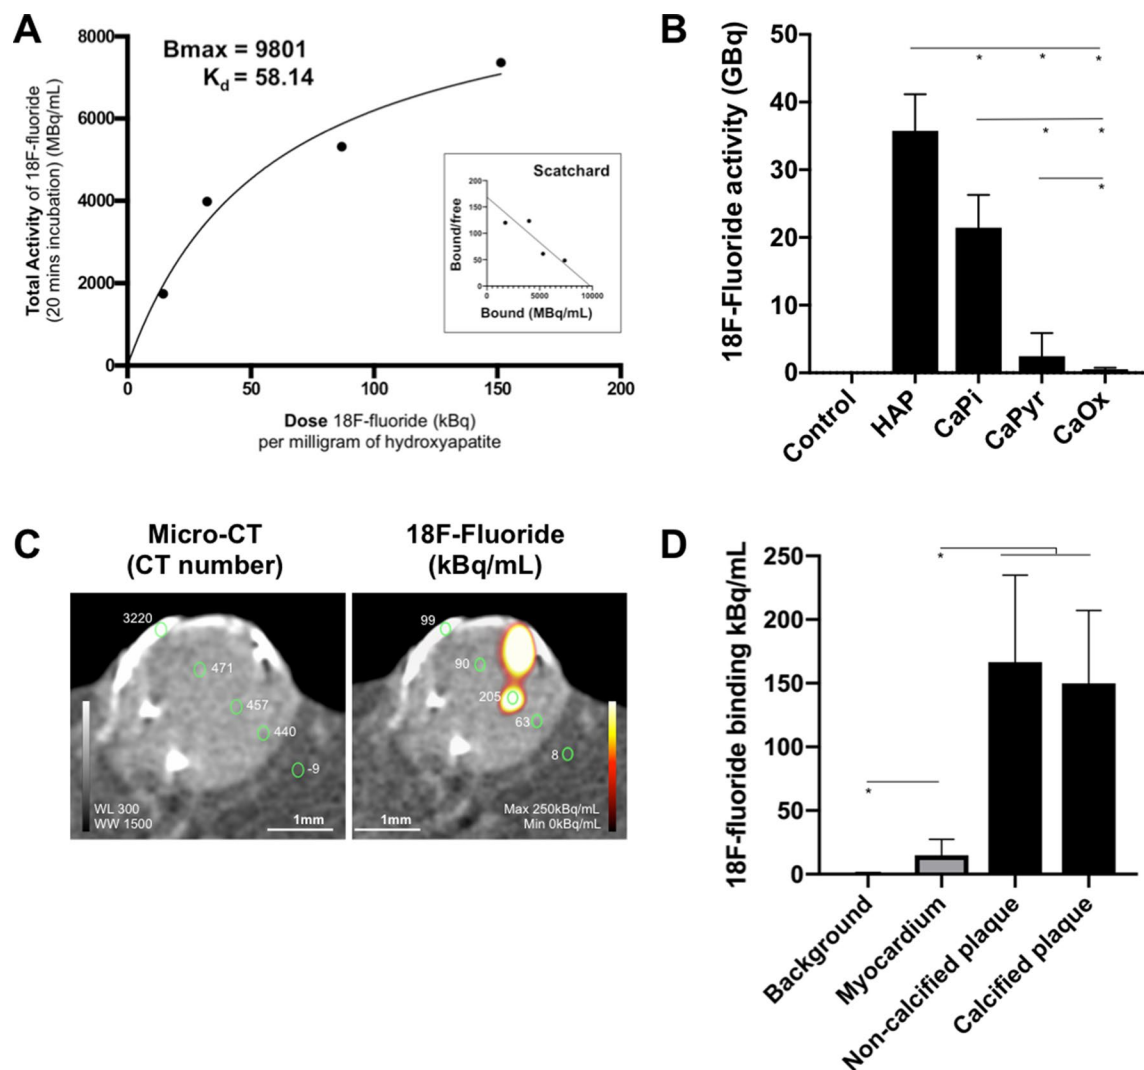 A
Bmax = 9801
Kd = 58.14
Total Activity of 18F-fluoride
(20 mins incubation) (MBq/mL)
8000
6000
4000
2000
0
0 50 100 150 200
Dose 18F-fluoride (kBq)
per milligram of hydroxyapatite
Scatchard
Bound/free
200
150
100
50
0
0 5000 10000
Bound (MBq/mL)
B
18F-Fluoride activity (GBq)
50
40
30
20
10
0
* * *
* *
*
Control
HAP
CaPi
CaPyr
CaOx
C
Micro-CT
(CT number)
3220
471
457
440
-9
WL 300
WW 1500
1mm
18F-Fluoride
(kBq/mL)
99
90
205
63
8
Max 250kBq/mL
Min 0kBq/mL
1mm
D
18F-fluoride binding kBq/mL
250
200
150
100
50
0
*
*
Background
Myocardium
Non-calcified plaque
Calcified plaque